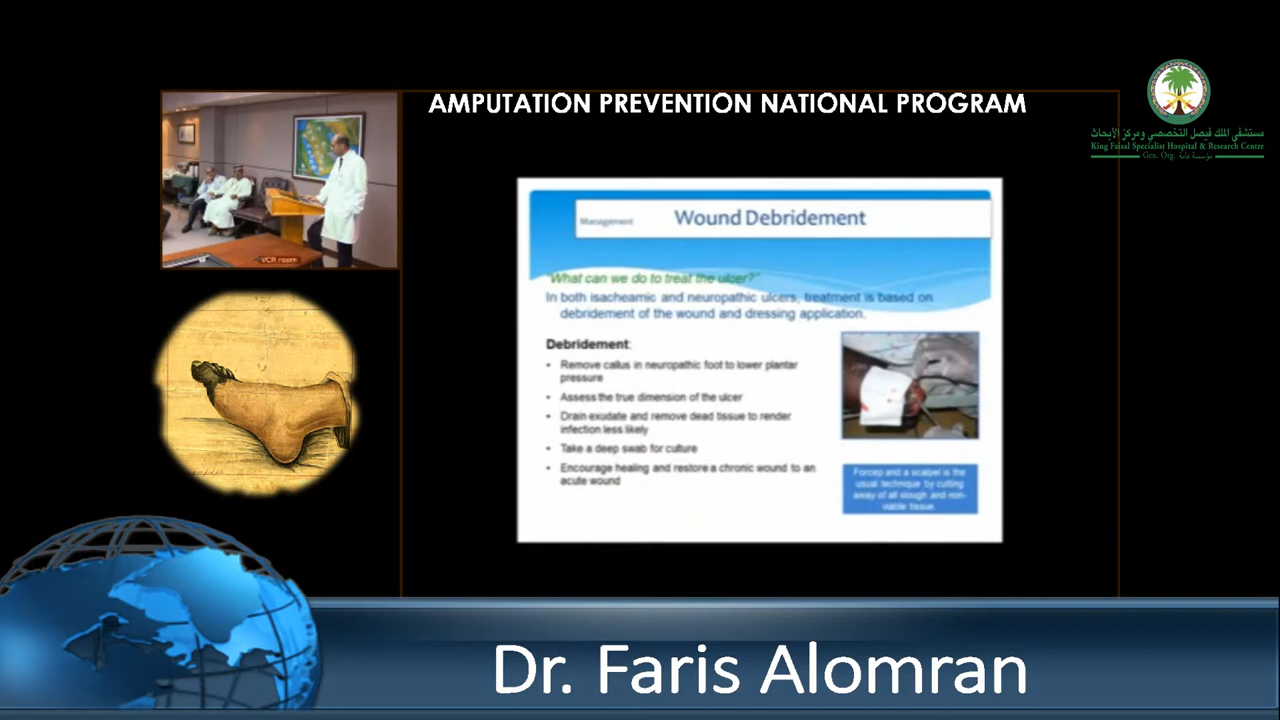 AMPUTATION PREVENTION NATIONAL PROGRAM
مستشفى الملك فيصل التخصصي ومركز الأبحاث
King Faisal Specialist Hospital & Research Centre
Gen. Org. مؤسسة عامة
VCR room
Management
Wound Debridement
"What can we do to treat the ulcer?"
In both isacheamic and neuropathic ulcers, treatment is based on
debridement of the wound and dressing application.
Debridement:
• Remove callus in neuropathic foot to lower plantar
pressure
• Assess the true dimension of the ulcer
• Drain exudate and remove dead tissue to render
infection less likely
• Take a deep swab for culture
• Encourage healing and restore a chronic wound to an
acute wound
Forcep and a scalpel is the
usual technique by cutting
away of all slough and non-
viable tissue
Dr. Faris Alomran